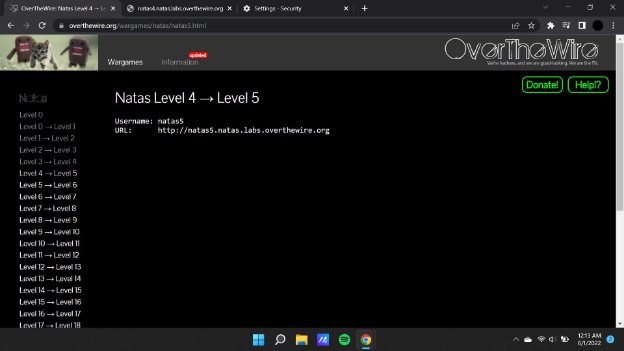 OverTheWire: Natas Level 4 → Le
natas4.natas.labs.overthewire.org
Settings - Security
overthewire.org/wargames/natas/natas5.html
OverTheWire
We're hackers, and we are good-looking. We are the 1%.
updated
Wargames
Information
Donate!
Help!?
Natas
Level 0
Level 0 → Level 1
Level 1 → Level 2
Level 2 → Level 3
Level 3 → Level 4
Level 4 → Level 5
Level 5 → Level 6
Level 6 → Level 7
Level 7 → Level 8
Level 8 → Level 9
Level 9 → Level 10
Level 10 → Level 11
Level 11 → Level 12
Level 12 → Level 13
Level 13 → Level 14
Level 14 → Level 15
Level 15 → Level 16
Level 16 → Level 17
Level 17 → Level 18
Natas Level 4 → Level 5
Username: natas5
URL: http://natas5.natas.labs.overthewire.org
12:13 AM
6/1/2022
2